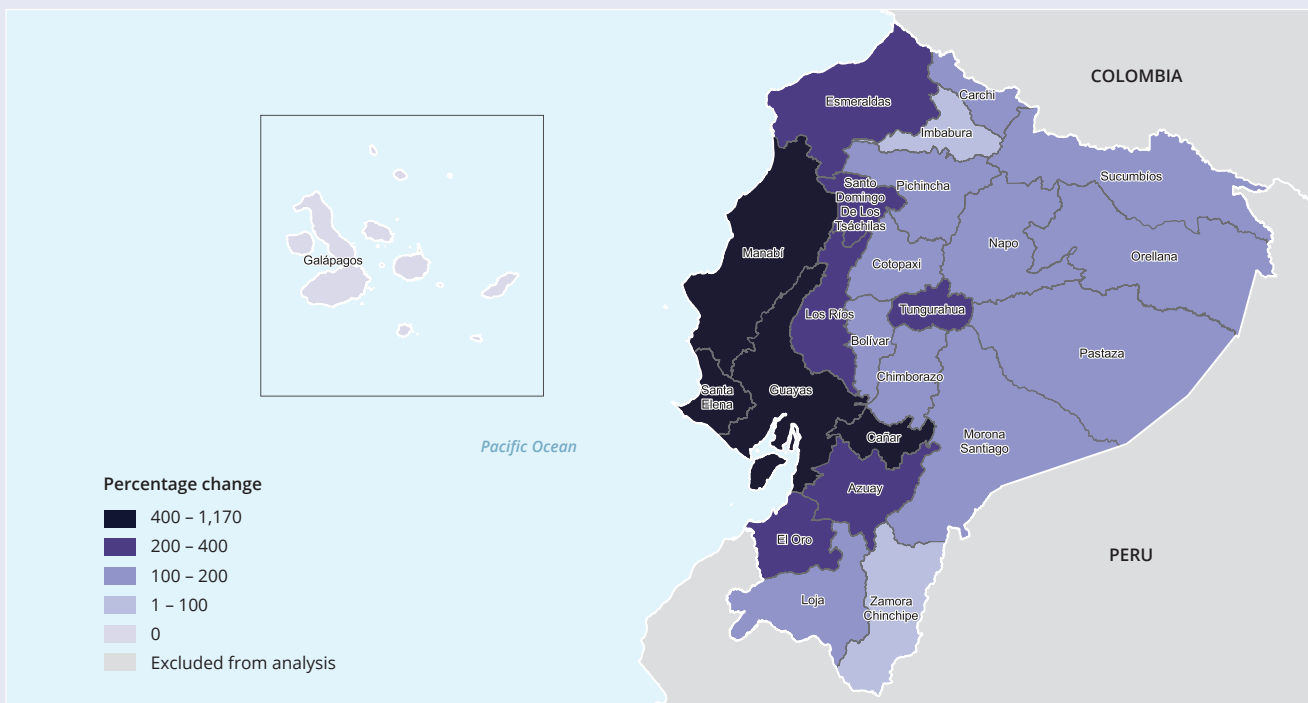 COLOMBIA
Carchi
Esmeraldas
Imbabura
Sucumbíos
Santo
Domingo
De Los
Tsáchilas
Pichincha
Napo
Orellana
Manabí
Galápagos
Cotopaxi
Los Ríos
Tungurahua
Bolívar
Pastaza
Chimborazo
Santa
Elena
Guayas
Cañar
Morona
Santiago
Pacific Ocean
Azuay
El Oro
PERU
Loja
Zamora
Chinchipe
Percentage change
400 – 1,170
200 – 400
100 – 200
1 – 100
0
Excluded from analysis